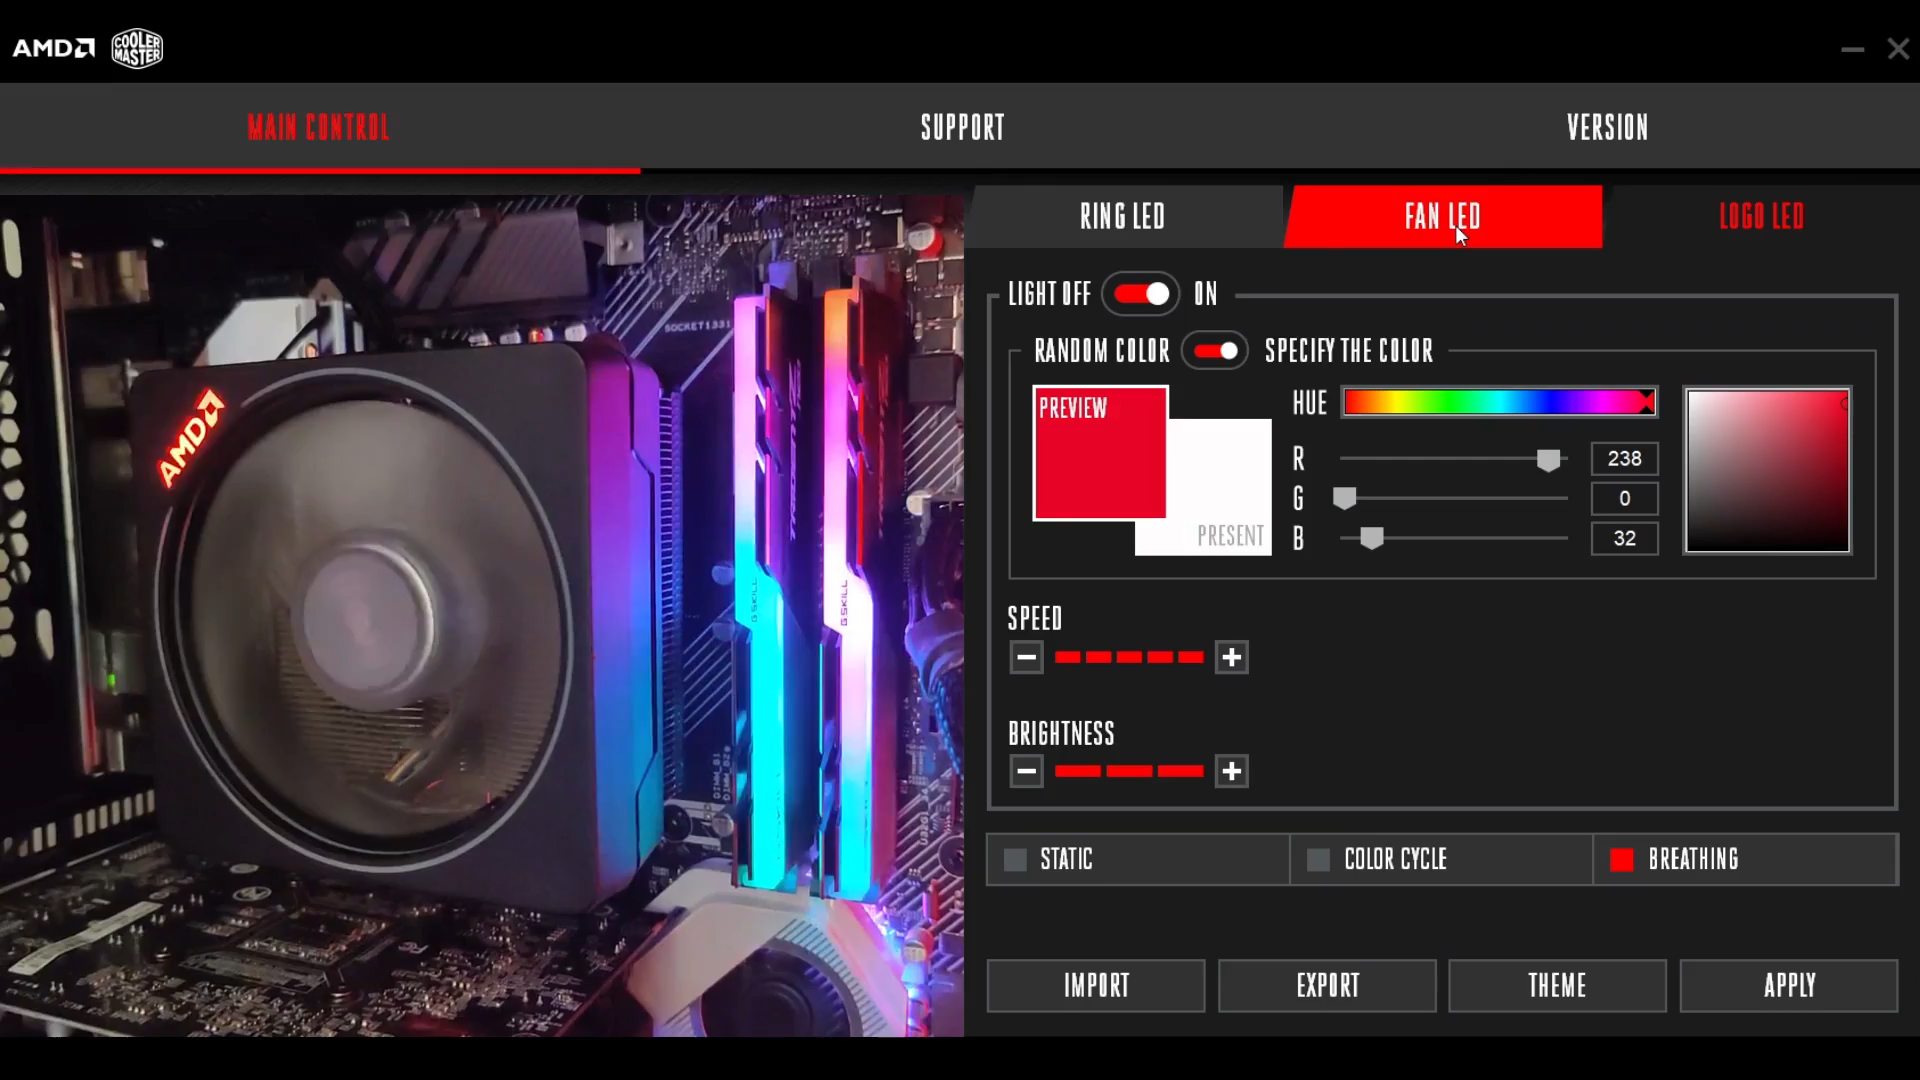 AMD COOLER MASTER
MAIN CONTROL SUPPORT VERSION
RING LED FAN LED LOGO LED
LIGHT OFF ON
RANDOM COLOR SPECIFY THE COLOR
PREVIEW
PRESENT
HUE
R 238
G 0
B 32
SPEED
BRIGHTNESS
STATIC COLOR CYCLE BREATHING
IMPORT EXPORT THEME APPLY
AMD
SOCKET1331
G.SKILL
G.SKILL